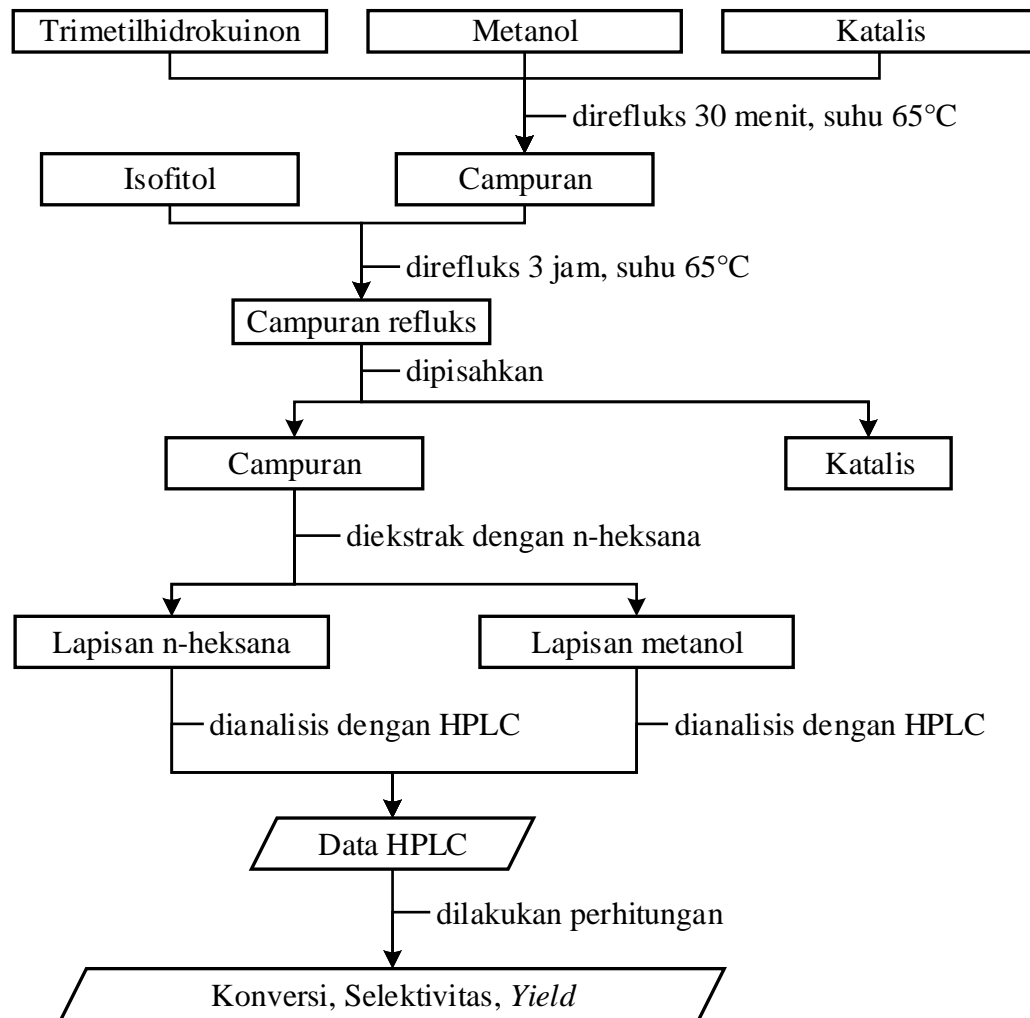 Trimetilhidrokuinon
Metanol
Katalis
direfluks 30 menit, suhu 65°C
Isofitol
Campuran
direfluks 3 jam, suhu 65°C
Campuran refluks
dipisahkan
Campuran
Katalis
diekstrak dengan n-heksana
Lapisan n-heksana
Lapisan metanol
dianalisis dengan HPLC
dianalisis dengan HPLC
Data HPLC
dilakukan perhitungan
Konversi, Selektivitas, Yield